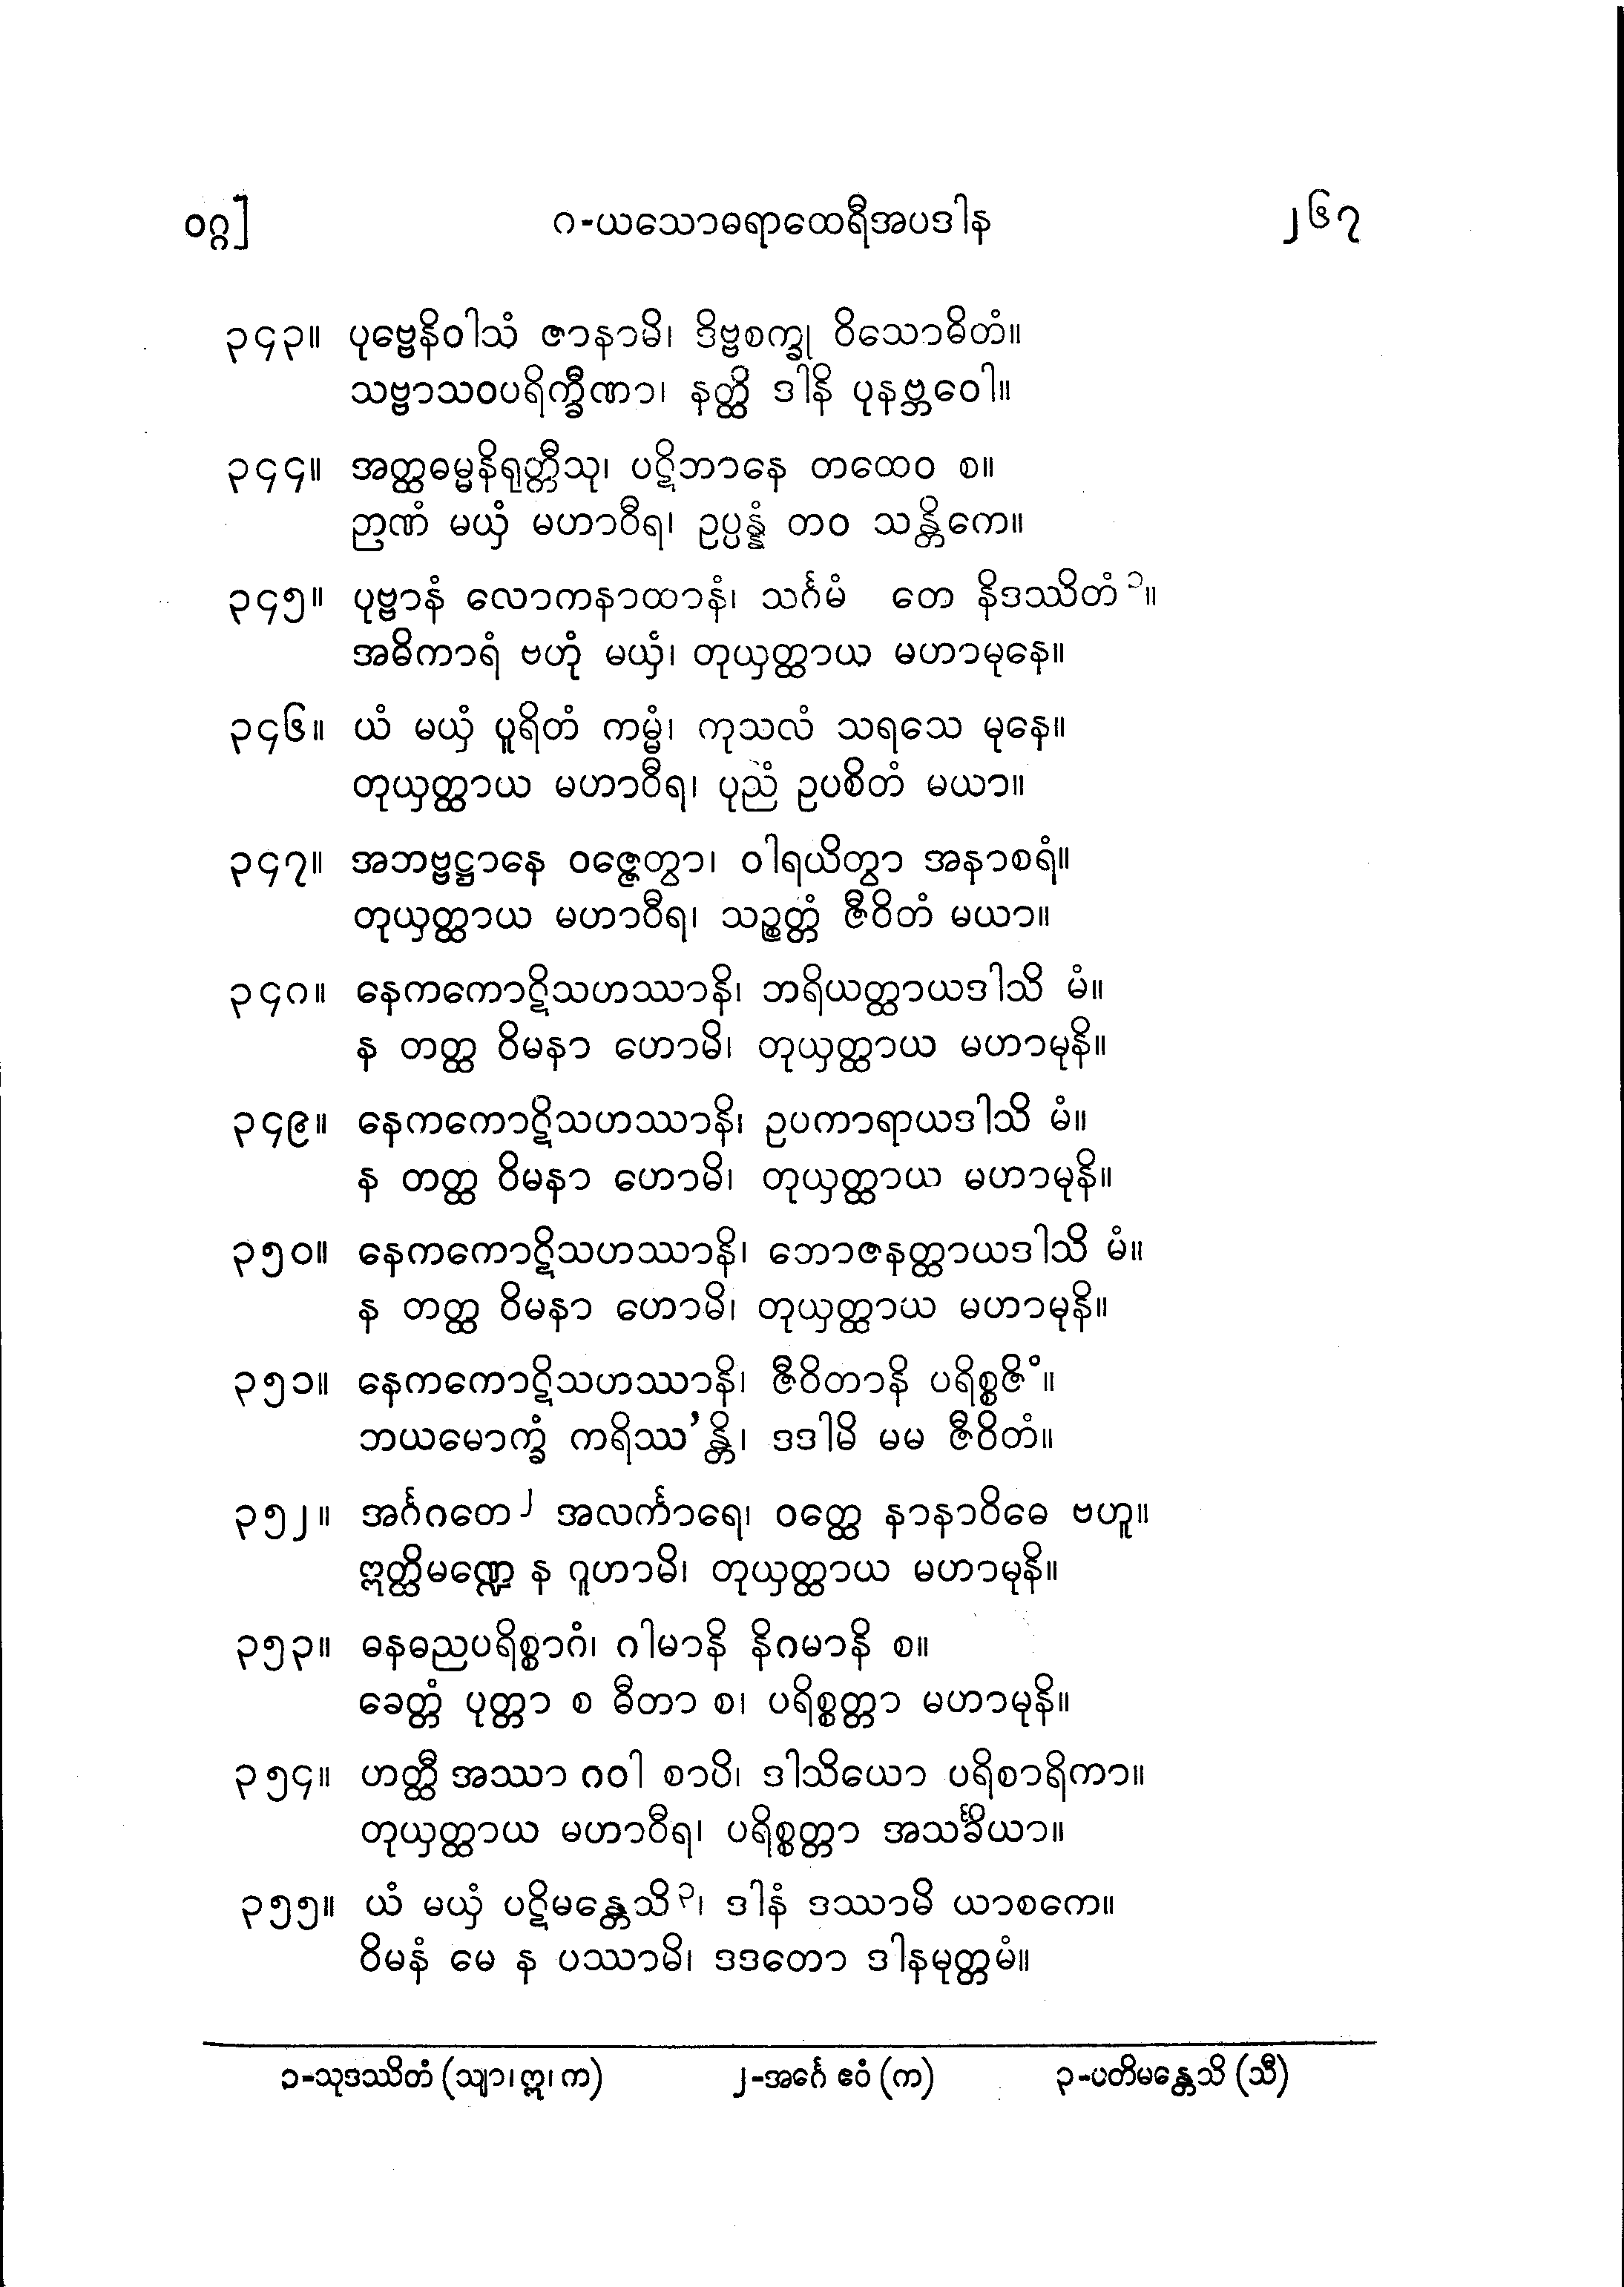 ဝဂ္ဂ] ဂ-ယသောဓရာထေရီအပဒါန ၂၆၇
၃၄၃။ ပုဗ္ဗေနိဝါသံ ဇာနာမိ၊ ဒိဗ္ဗစက္ခု ဝိသောဓိတံ။
သဗ္ဗာသဝပရိက္ခီဏာ၊ နတ္ထိ ဒါနိ ပုနဗ္ဘဝေါ။
၃၄၄။ အတ္ထဓမ္မနိရုတ္တီသု၊ ပဋိဘာနေ တထေဝ စ။
ဉာဏံ မယှံ မဟာဝီရ၊ ဥပ္ပန္နံ တဝ သန္တိကေ။
၃၄၅။ ပုဗ္ဗာနံ လောကနာထာနံ၊ သင်္ဂမံ တေ နိဒဿိတံ ၁။
အဓိကာရံ ဗဟုံ မယှံ၊ တုယှတ္ထာယ မဟာမုနေ။
၃၄၆။ ယံ မယှံ ပူရိတံ ကမ္မံ၊ ကုသလံ သရသေ မုနေ။
တုယှတ္ထာယ မဟာဝီရ၊ ပုညံ ဥပစိတံ မယာ။
၃၄၇။ အဘဗ္ဗဋ္ဌာနေ ဝဇ္ဇေတွာ၊ ဝါရယိတွာ အနာစရံ။
တုယှတ္ထာယ မဟာဝီရ၊ သဉ္စတ္တံ ဇီဝိတံ မယာ။
၃၄၈။ နေကကောဋိသဟဿာနိ၊ ဘရိယတ္ထာယဒါသိ မံ။
န တတ္ထ ဝိမနာ ဟောမိ၊ တုယှတ္ထာယ မဟာမုနိ။
၃၄၉။ နေကကောဋိသဟဿာနိ၊ ဥပကာရာယဒါသိ မံ။
န တတ္ထ ဝိမနာ ဟောမိ၊ တုယှတ္ထာယ မဟာမုနိ။
၃၅၀။ နေကကောဋိသဟဿာနိ၊ ဘောဇနတ္ထာယဒါသိ မံ။
န တတ္ထ ဝိမနာ ဟောမိ၊ တုယှတ္ထာယ မဟာမုနိ။
၃၅၁။ နေကကောဋိသဟဿာနိ၊ ဇီဝိတာနိ ပရိစ္စဇိံ။
ဘယမောက္ခံ ကရိဿ’န္တိ၊ ဒဒါမိ မမ ဇီဝိတံ။
၃၅၂။ အင်္ဂဂတေ ၂ အလင်္ကာရေ၊ ဝတ္ထေ နာနာဝိဓေ ဗဟူ။
ဣတ္ထိမဏ္ဍေ န ဂူဟာမိ၊ တုယှတ္ထာယ မဟာမုနိ။
၃၅၃။ ဓနဓညပရိစ္စာဂံ၊ ဂါမာနိ နိဂမာနိ စ။
ခေတ္တံ ပုတ္တာ စ ဓီတာ စ၊ ပရိစ္စတ္တာ မဟာမုနိ။
၃၅၄။ ဟတ္ထီ အဿာ ဂဝါ စာပိ၊ ဒါသိယော ပရိစာရိကာ။
တုယှတ္ထာယ မဟာဝီရ၊ ပရိစ္စတ္တာ အသင်္ခိယာ။
၃၅၅။ ယံ မယှံ ပဋိမန္တေသိ ၃၊ ဒါနံ ဒဿာမိ ယာစကေ။
ဝိမနံ မေ န ပဿာမိ၊ ဒဒတော ဒါနမုတ္တမံ။
၁-သုဒဿိတံ (သျာ၊ ဣ၊ က) ၂-အင်္ဂေ ဧဝံ (က) ၃-ပတိမန္တေသိ (သီ)